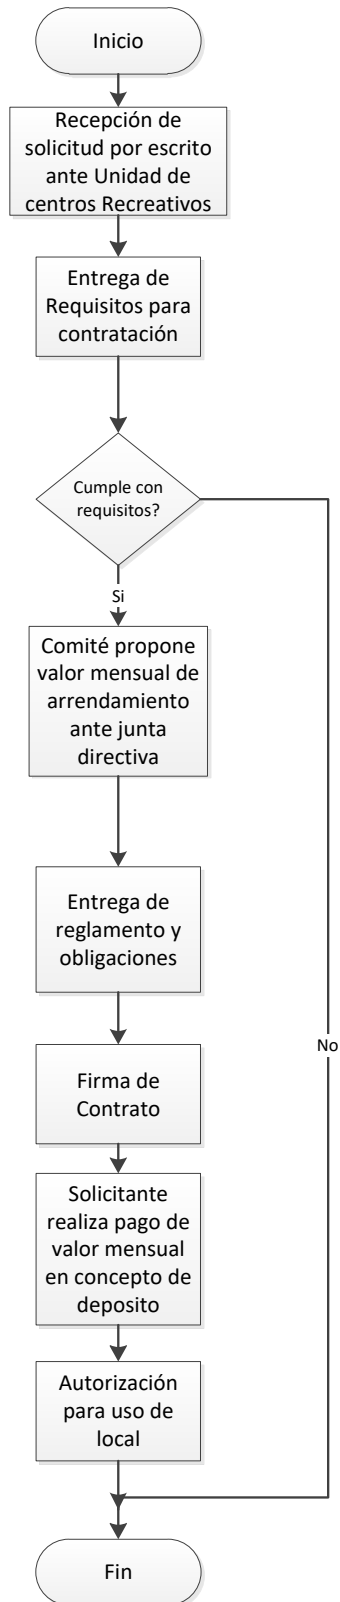 Inicio
Recepción de
solicitud por escrito
ante Unidad de
centros Recreativos
Entrega de
Requisitos para
contratación
Cumple con
requisitos?
Si
Comité propone
valor mensual de
arrendamiento
ante junta
directiva
Entrega de
reglamento y
obligaciones
No
Firma de
Contrato
Solicitante
realiza pago de
valor mensual
en concepto de
deposito
Autorización
para uso de
local
Fin